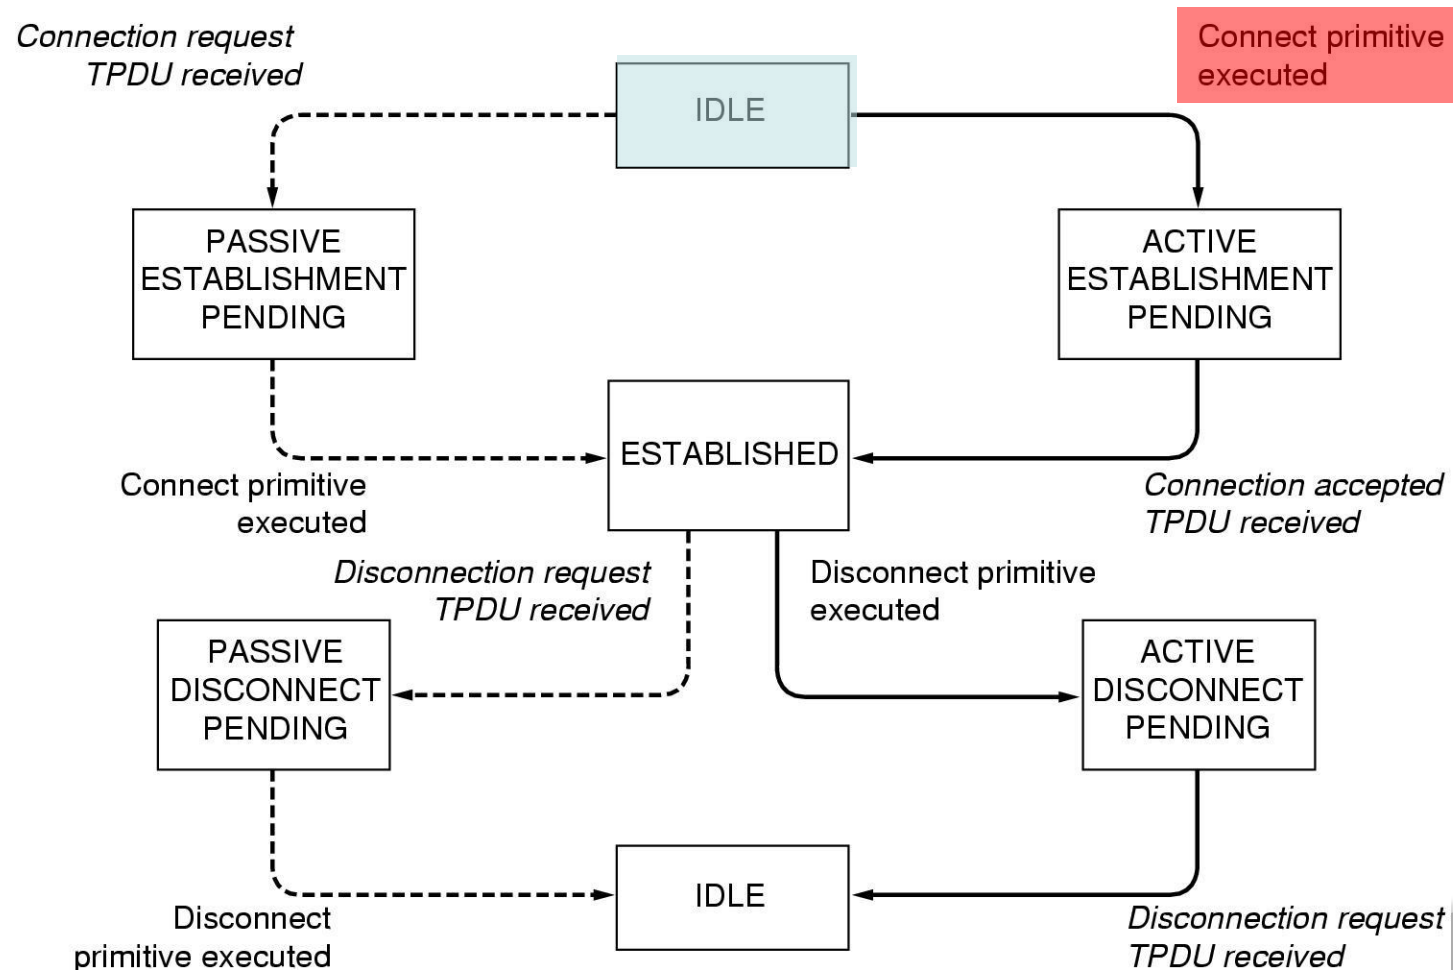 Connection request
TPDU received
IDLE
Connect primitive
executed
PASSIVE
ESTABLISHMENT
PENDING
ACTIVE
ESTABLISHMENT
PENDING
ESTABLISHED
Connect primitive
executed
Connection accepted
TPDU received
Disconnection request
TPDU received
Disconnect primitive
executed
PASSIVE
DISCONNECT
PENDING
ACTIVE
DISCONNECT
PENDING
IDLE
Disconnect
primitive executed
Disconnection request
TPDU received